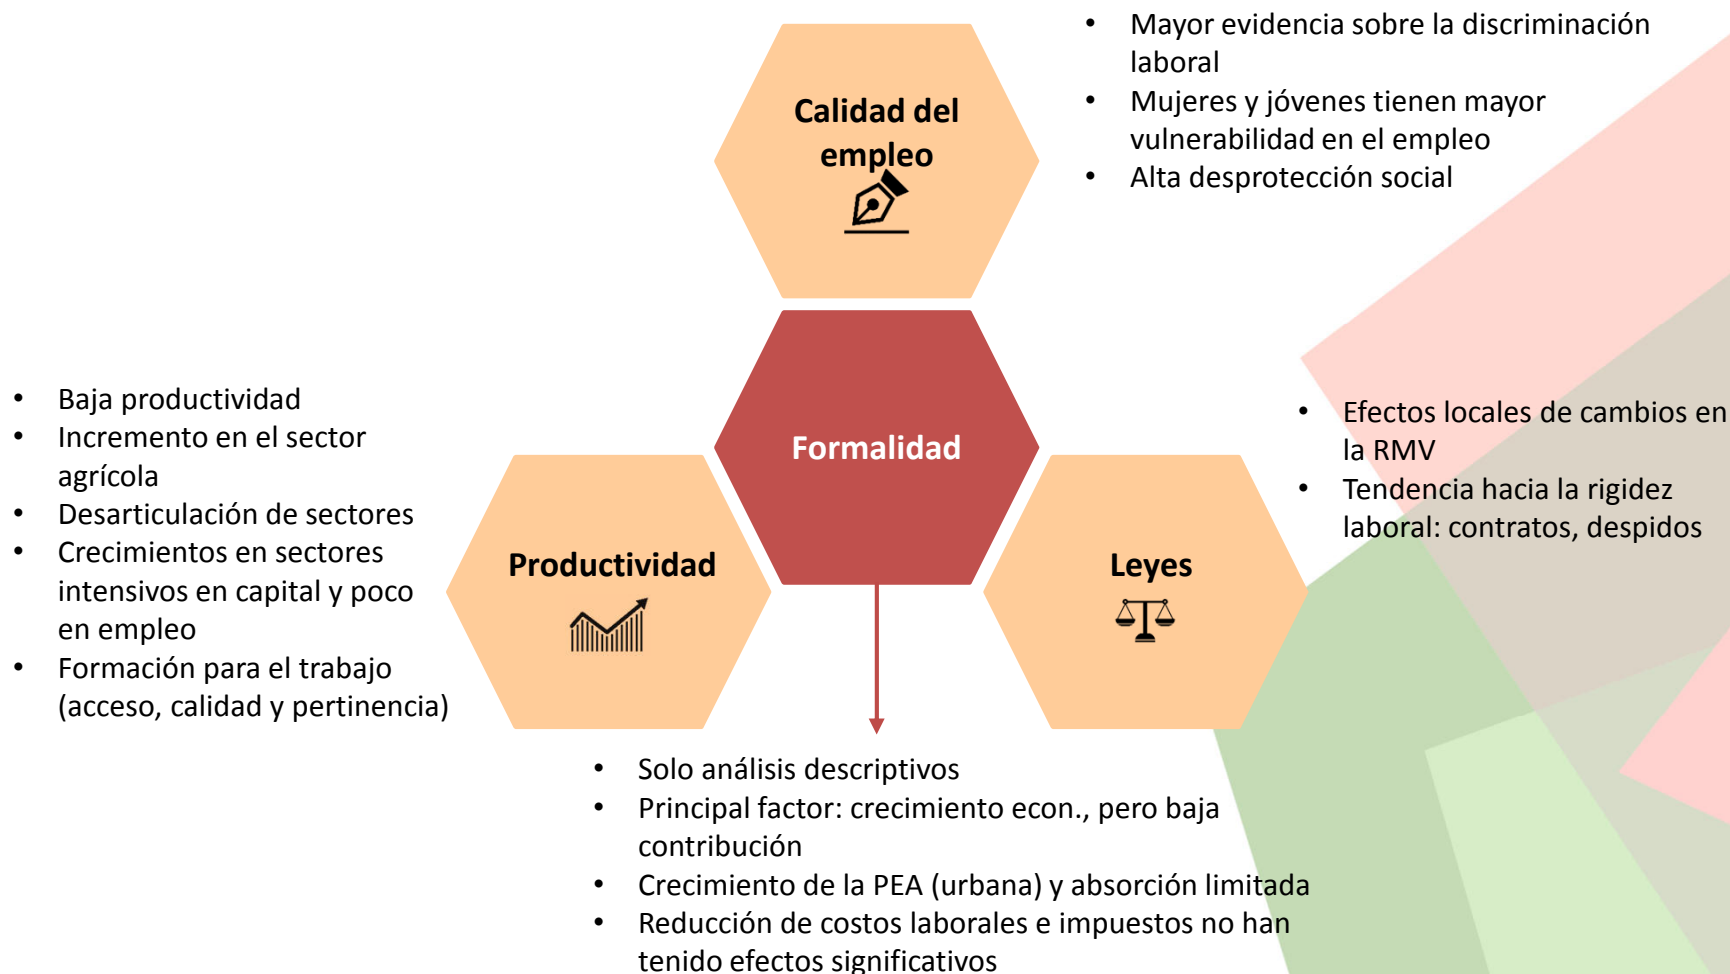 • Mayor evidencia sobre la discriminación
laboral
• Mujeres y jóvenes tienen mayor
vulnerabilidad en el empleo
• Alta desprotección social
Calidad del
empleo
Formalidad
• Baja productividad
• Incremento en el sector
agrícola
• Desarticulación de sectores
• Crecimientos en sectores
intensivos en capital y poco
en empleo
• Formación para el trabajo
(acceso, calidad y pertinencia)
Productividad
Leyes
• Efectos locales de cambios en
la RMV
• Tendencia hacia la rigidez
laboral: contratos, despidos
• Solo análisis descriptivos
• Principal factor: crecimiento econ., pero baja
contribución
• Crecimiento de la PEA (urbana) y absorción limitada
• Reducción de costos laborales e impuestos no han
tenido efectos significativos